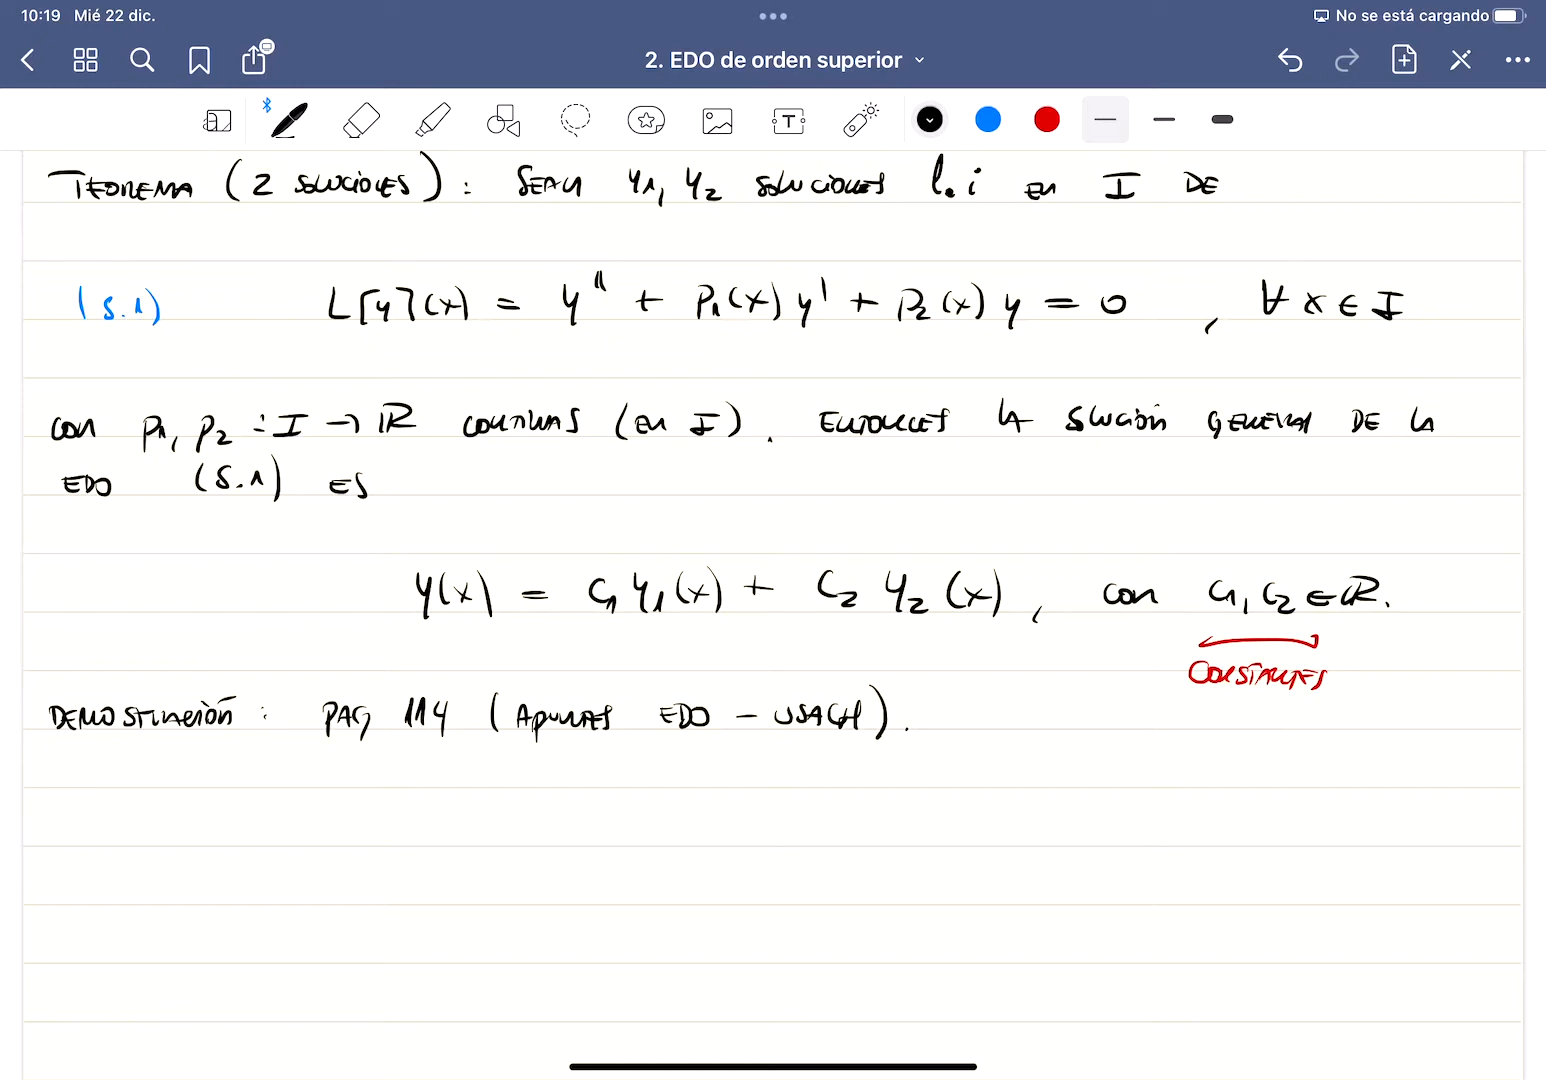 10:19 Mié 22 dic.
No se está cargando
2. EDO de orden superior
TEOREMA (2 SOLUCIONES): SEAN y1, y2 soluciones l.i en I DE
(S.1) L[y](x) = y'' + P1(x) y' + P2(x) y = 0, ∀ x ∈ I
con P1, P2 : I → IR CONTINUAS (en I). ENTONCES LA SOLUCIÓN GENERAL DE LA
EDO (S.1) ES
y(x) = C1 y1(x) + C2 y2(x), con C1, C2 ∈ IR.
CONSTANTES
DEMOSTRACIÓN: PAG 114 (APUNTES EDO - USACH).